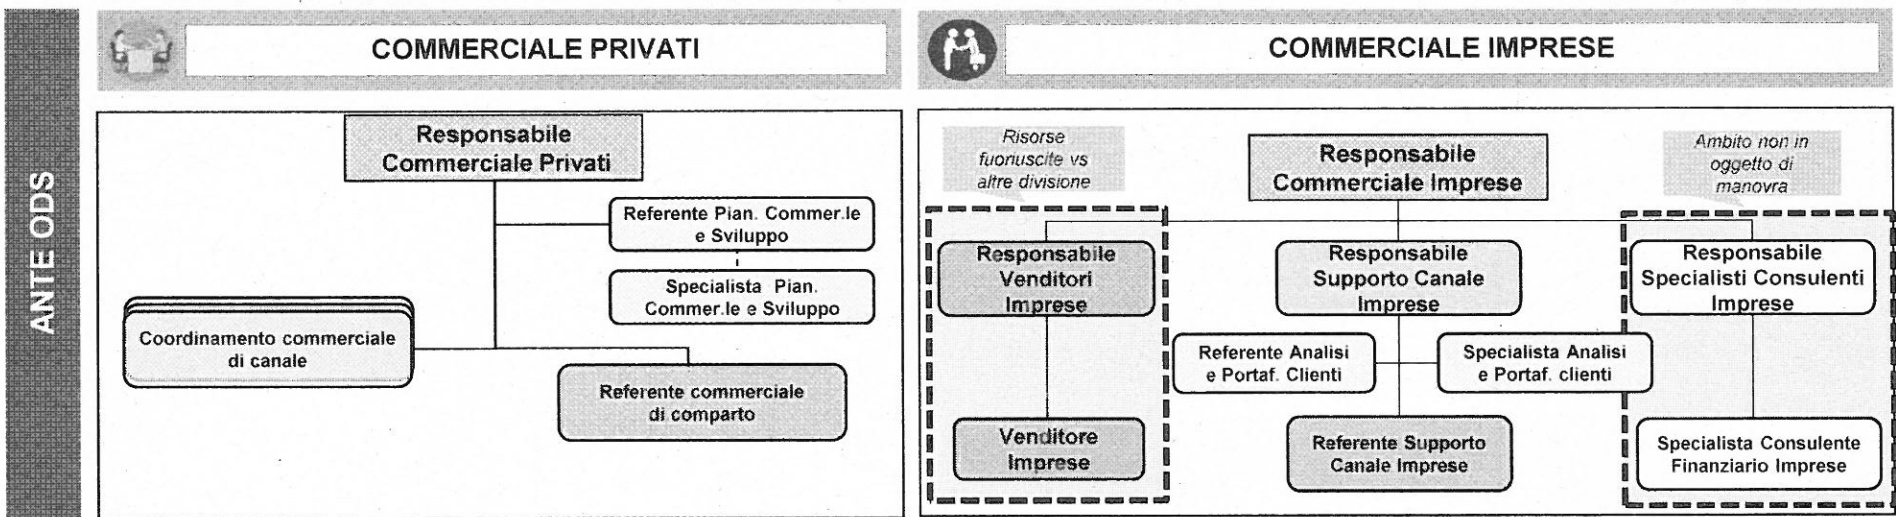 ANTE ODS
COMMERCIALE PRIVATI
Responsabile
Commerciale Privati
Referente Pian. Commer.le
e Sviluppo
Specialista Pian.
Commer.le e Sviluppo
Coordinamento commerciale
di canale
Referente commerciale
di comparto
COMMERCIALE IMPRESE
Risorse
fuoriuscite vs
altre divisione
Responsabile
Commerciale Imprese
Ambito non in
oggetto di
manovra
Responsabile
Venditori
Imprese
Responsabile
Supporto Canale
Imprese
Responsabile
Specialisti Consulenti
Imprese
Referente Analisi
e Portaf. Clienti
Specialista Analisi
e Portaf. clienti
Venditore
Imprese
Referente Supporto
Canale Imprese
Specialista Consulente
Finanziario Imprese